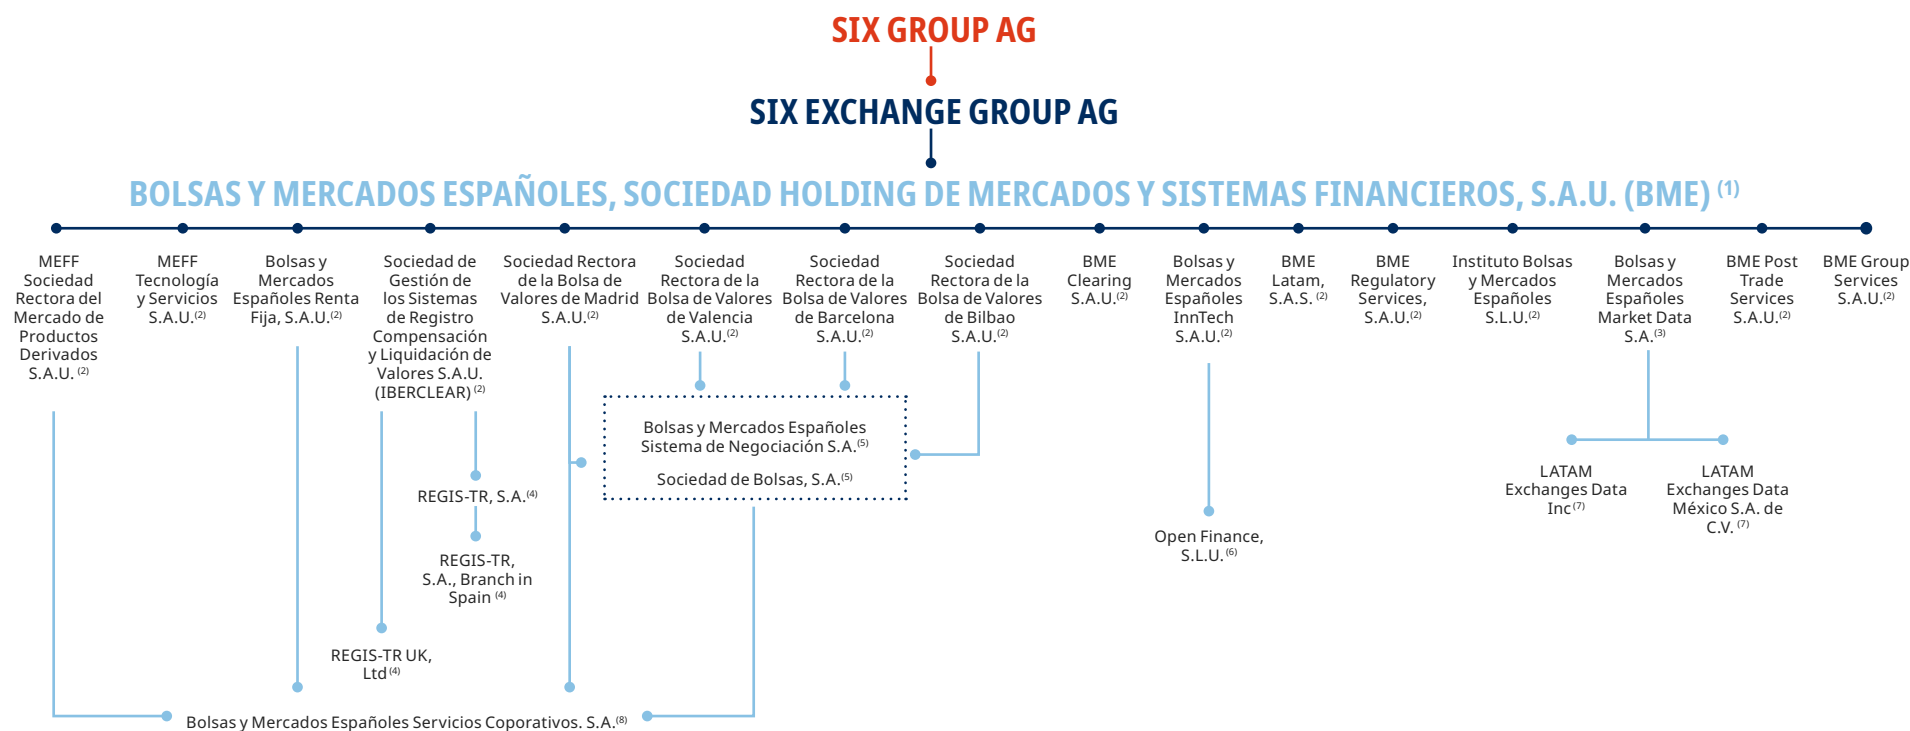 SIX GROUP AG
SIX EXCHANGE GROUP AG
BOLSAS Y MERCADOS ESPAÑOLES, SOCIEDAD HOLDING DE MERCADOS Y SISTEMAS FINANCIEROS, S.A.U. (BME) (1)
MEFF
Sociedad
Rectora del
Mercado de
Productos
Derivados
S.A.U. (2)
MEFF
Tecnología
y Servicios
S.A.U.(2)
Bolsas y
Mercados
Españoles Renta
Fija, S.A.U.(2)
Sociedad de
Gestión de
los Sistemas
de Registro
Compensación
y Liquidación de
Valores S.A.U.
(IBERCLEAR) (2)
Sociedad Rectora
de la Bolsa de
Valores de Madrid
S.A.U.(2)
Sociedad
Rectora de la
Bolsa de Valores
de Valencia
S.A.U.(2)
Sociedad
Rectora de la
Bolsa de Valores
de Barcelona
S.A.U.(2)
Sociedad
Rectora de la
Bolsa de Valores
de Bilbao
S.A.U.(2)
BME
Clearing
S.A.U.(2)
Bolsas y
Mercados
Españoles
InnTech
S.A.U.(2)
BME
Latam,
S.A.S. (2)
BME
Regulatory
Services,
S.A.U.(2)
Instituto Bolsas
y Mercados
Españoles
S.L.U.(2)
Bolsas y
Mercados
Españoles
Market Data
S.A.(3)
BME Post
Trade
Services
S.A.U.(2)
BME Group
Services
S.A.U.(2)
Bolsas y Mercados Españoles
Sistema de Negociación S.A.(5)
Sociedad de Bolsas, S.A.(5)
REGIS-TR, S.A.(4)
REGIS-TR,
S.A., Branch in
Spain (4)
REGIS-TR UK,
Ltd (4)
Open Finance,
S.L.U. (6)
LATAM
Exchanges Data
Inc (7)
LATAM
Exchanges Data
México S.A. de
C.V. (7)
Bolsas y Mercados Españoles Servicios Coporativos. S.A.(8)